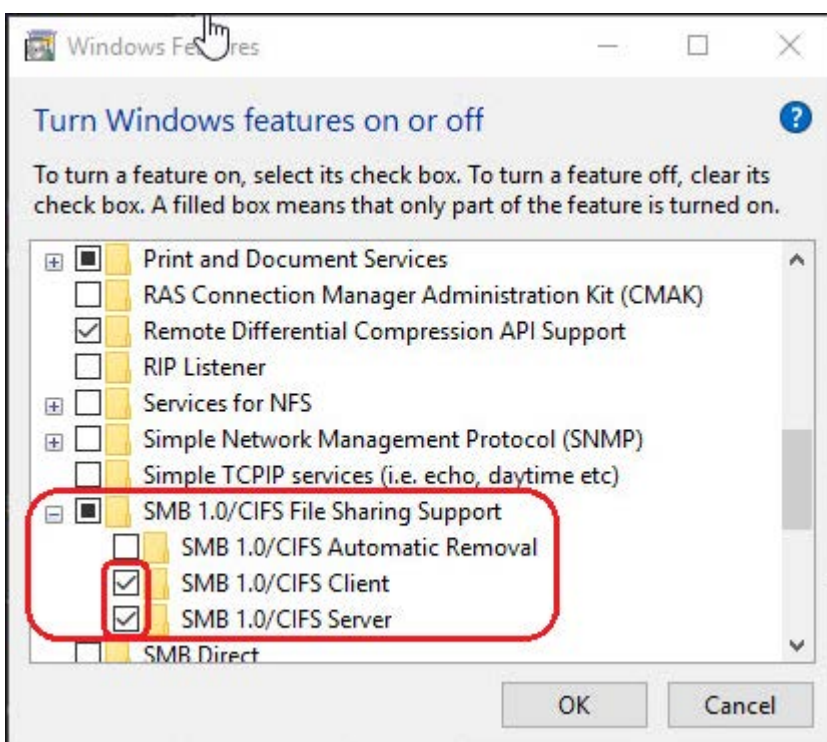 Windows Features
Turn Windows features on or off
To turn a feature on, select its check box. To turn a feature off, clear its
check box. A filled box means that only part of the feature is turned on.
Print and Document Services
RAS Connection Manager Administration Kit (CMAK)
Remote Differential Compression API Support
RIP Listener
Services for NFS
Simple Network Management Protocol (SNMP)
Simple TCPIP services (i.e. echo, daytime etc)
SMB 1.0/CIFS File Sharing Support
SMB 1.0/CIFS Automatic Removal
SMB 1.0/CIFS Client
SMB 1.0/CIFS Server
SMB Direct
OK Cancel